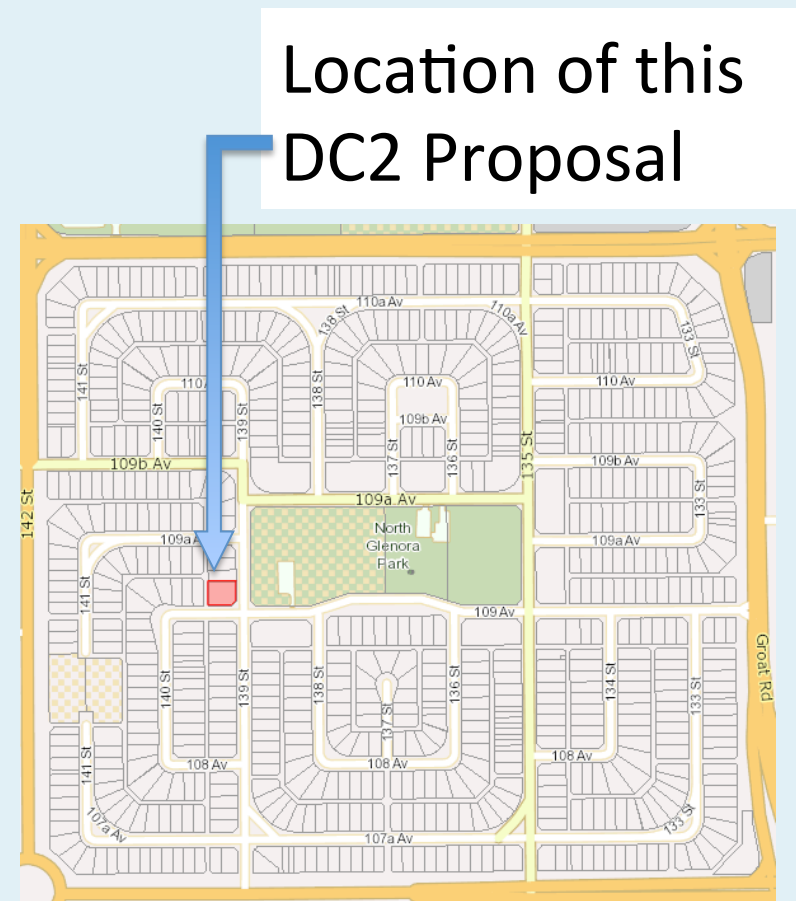 Location of this
DC2 Proposal
110a Av
138 St
110a Av
133 St
141 St
110
140 St
139 St
138 St
110 Av
110 Av
109b Av
137 St
136 St
135 St
109b Av
109b Av
133 St
142 St
109a Av
109a A
North
Glenora
Park
109a Av
141 St
109 Av
140 St
139 St
138 St
137 St
136 St
134 St
133 St
Groat Rd
141 St
108 Av
108 Av
108 Av
107a Av
107a Av
133 St